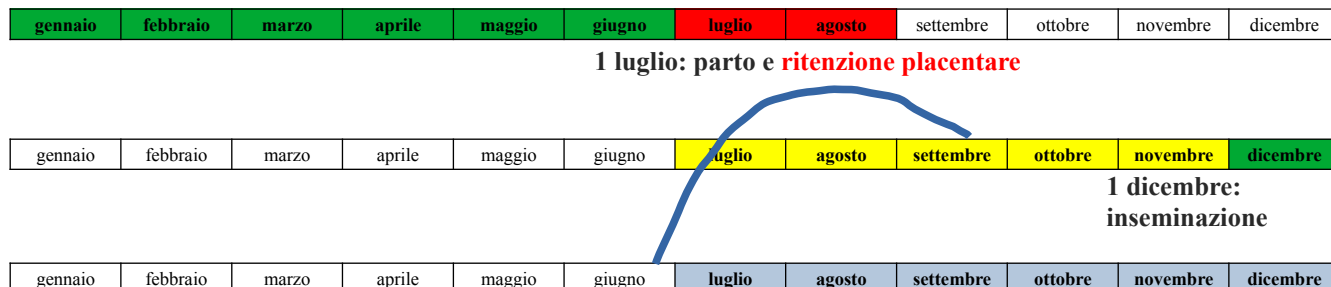 gennaio febbraio marzo aprile maggio giugno luglio agosto settembre ottobre novembre dicembre
1 luglio: parto e ritenzione placentare
gennaio febbraio marzo aprile maggio giugno luglio agosto settembre ottobre novembre dicembre
1 dicembre:
inseminazione
gennaio febbraio marzo aprile maggio giugno luglio agosto settembre ottobre novembre dicembre